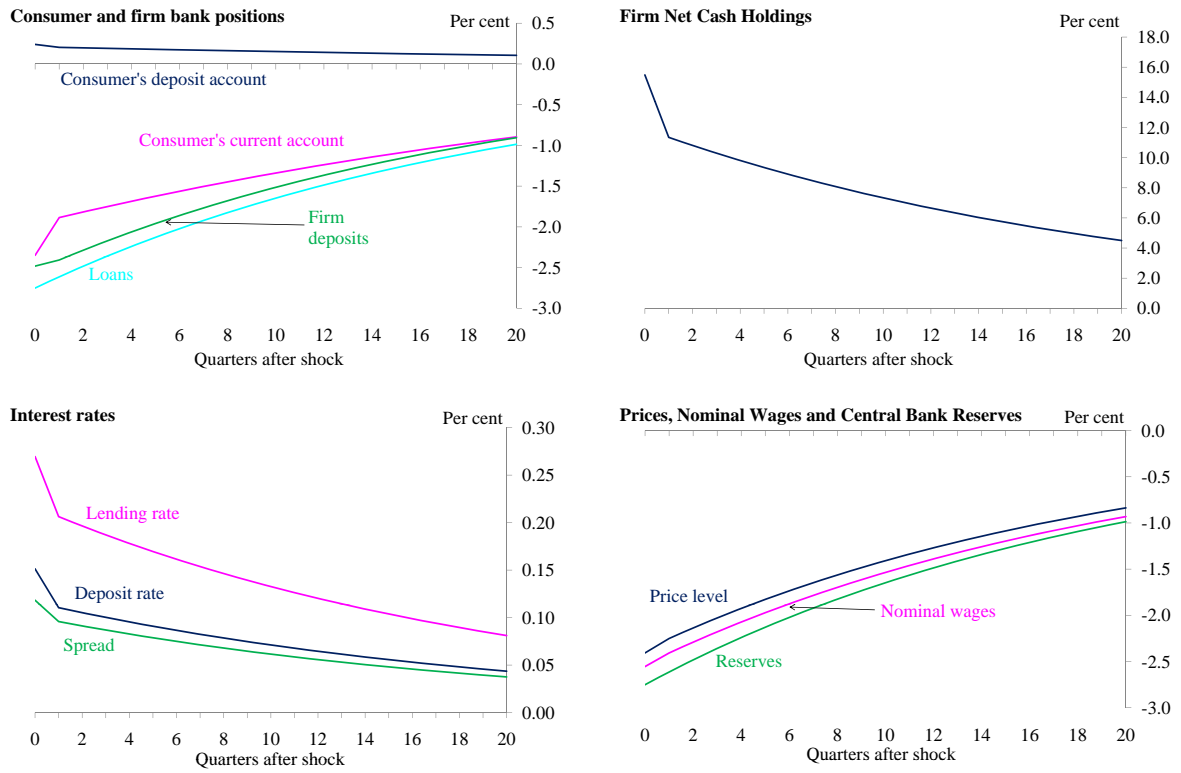 Consumer and firm bank positions
Per cent
0.5
0.0
-0.5
-1.0
-1.5
-2.0
-2.5
-3.0
Consumer's deposit account
Consumer's current account
Firm
deposits
Loans
0 2 4 6 8 10 12 14 16 18 20
Quarters after shock
Firm Net Cash Holdings
Per cent
18.0
16.0
14.0
12.0
10.0
8.0
6.0
4.0
2.0
0.0
0 2 4 6 8 10 12 14 16 18 20
Quarters after shock
Interest rates
Per cent
0.30
0.25
0.20
0.15
0.10
0.05
0.00
Lending rate
Deposit rate
Spread
0 2 4 6 8 10 12 14 16 18 20
Quarters after shock
Prices, Nominal Wages and Central Bank Reserves
Per cent
0.0
-0.5
-1.0
-1.5
-2.0
-2.5
-3.0
Price level
Nominal wages
Reserves
0 2 4 6 8 10 12 14 16 18 20
Quarters after shock